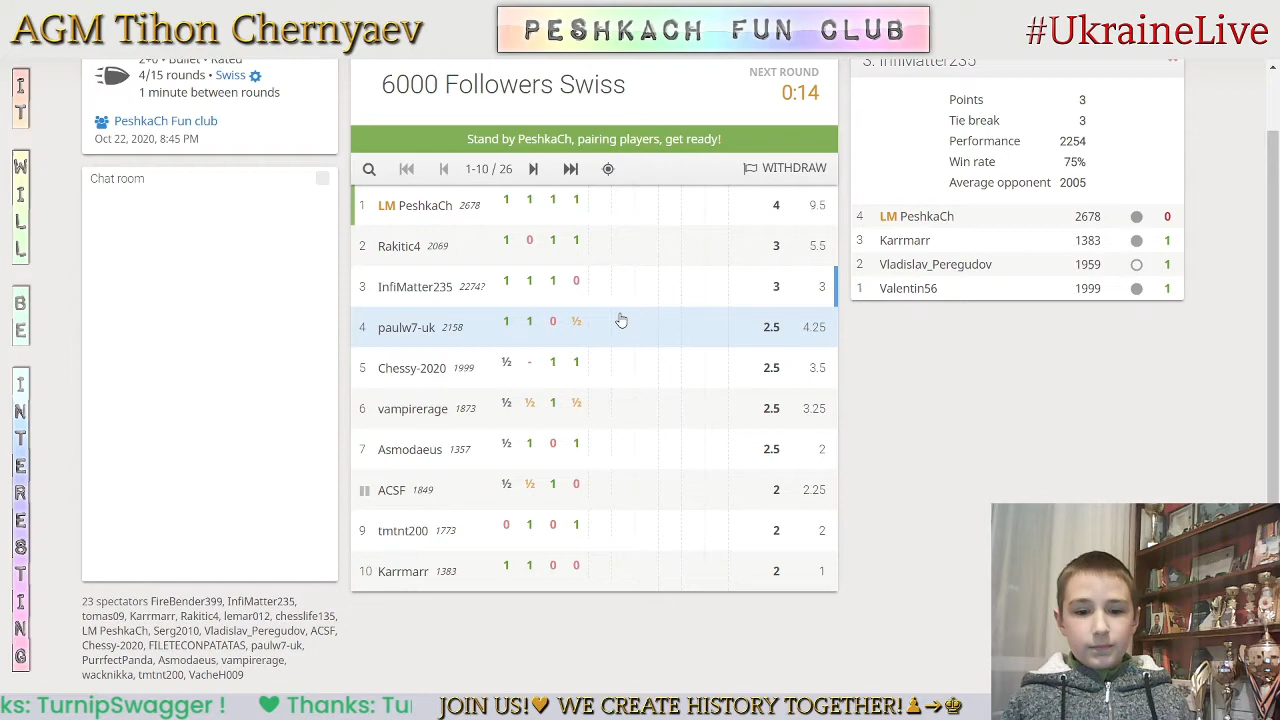 AGM Tihon Chernyaev
PESHKACH FUN CLUB
#UkraineLive
IT WILL BE INTERESTING
2+0 • Bullet • Rated
4/15 rounds • Swiss
1 minute between rounds
PeshkaCh Fun club
Oct 22, 2020, 8:45 PM
Chat room
23 spectators FireBender399, InfiMatter235,
tomas09, Karrmarr, Rakitic4, lemar012, chesslife135,
LM PeshkaCh, Serg2010, Vladislav_Peregudov, ACSF,
Chessy-2020, FILETECONPATATAS, paulw7-uk,
PurrfectPanda, Asmodaeus, vampirerage,
wacknikka, tmtnt200, VacheH009
6000 Followers Swiss
NEXT ROUND
0:14
Stand by PeshkaCh, pairing players, get ready!
1-10 / 26
WITHDRAW
1 LM PeshkaCh 2678 1 1 1 1 4 9.5
2 Rakitic4 2069 1 0 1 1 3 5.5
3 InfiMatter235 2274? 1 1 1 0 3 3
4 paulw7-uk 2158 1 1 0 ½ 2.5 4.25
5 Chessy-2020 1999 ½ - 1 1 2.5 3.5
6 vampirerage 1873 ½ ½ 1 ½ 2.5 3.25
7 Asmodaeus 1357 ½ 1 0 1 2.5 2
ACSF 1849 ½ ½ 1 0 2 2.25
9 tmtnt200 1773 0 1 0 1 2 2
10 Karrmarr 1383 1 1 0 0 2 1
3. InfiMatter235
Points 3
Tie break 3
Performance 2254
Win rate 75%
Average opponent 2005
4 LM PeshkaCh 2678 0
3 Karrmarr 1383 1
2 Vladislav_Peregudov 1959 1
1 Valentin56 1999 1
ks: TurnipSwagger ! 💚 Thanks: Tu
JOIN US!🧡 WE CREATE HISTORY TOGETHER!♟→♚